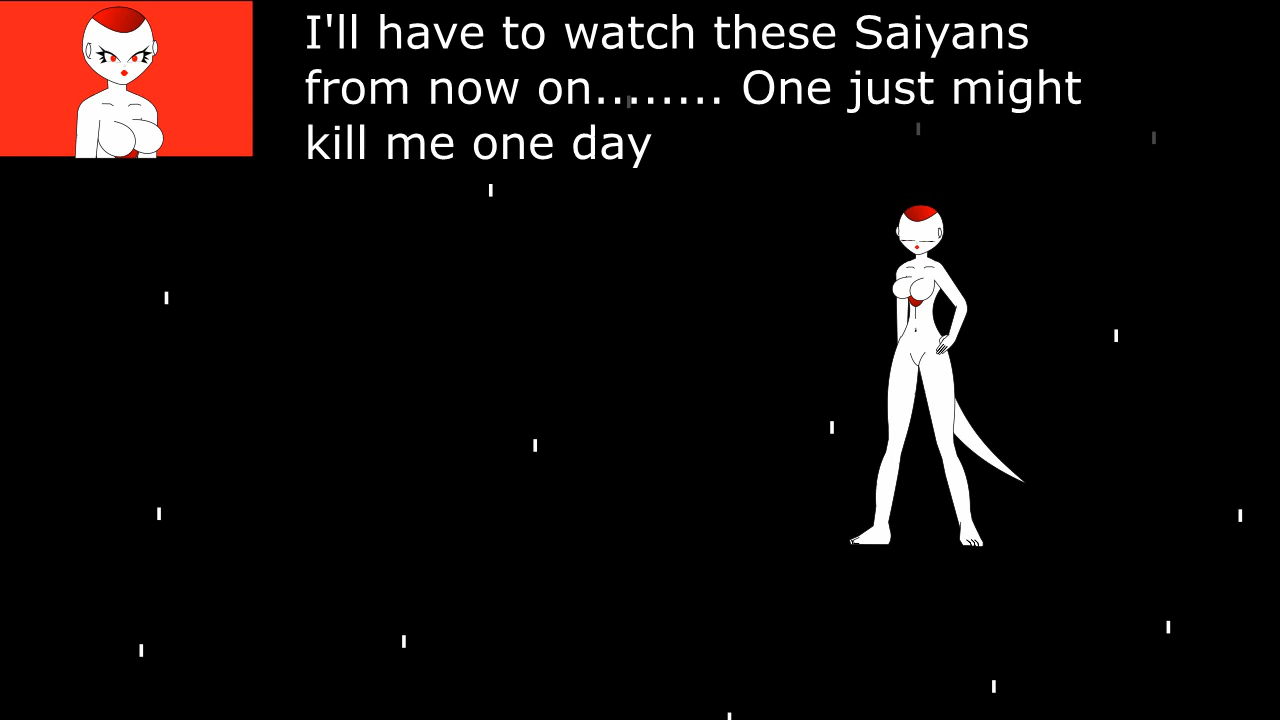 I'll have to watch these Saiyans
from now on........ One just might
kill me one day